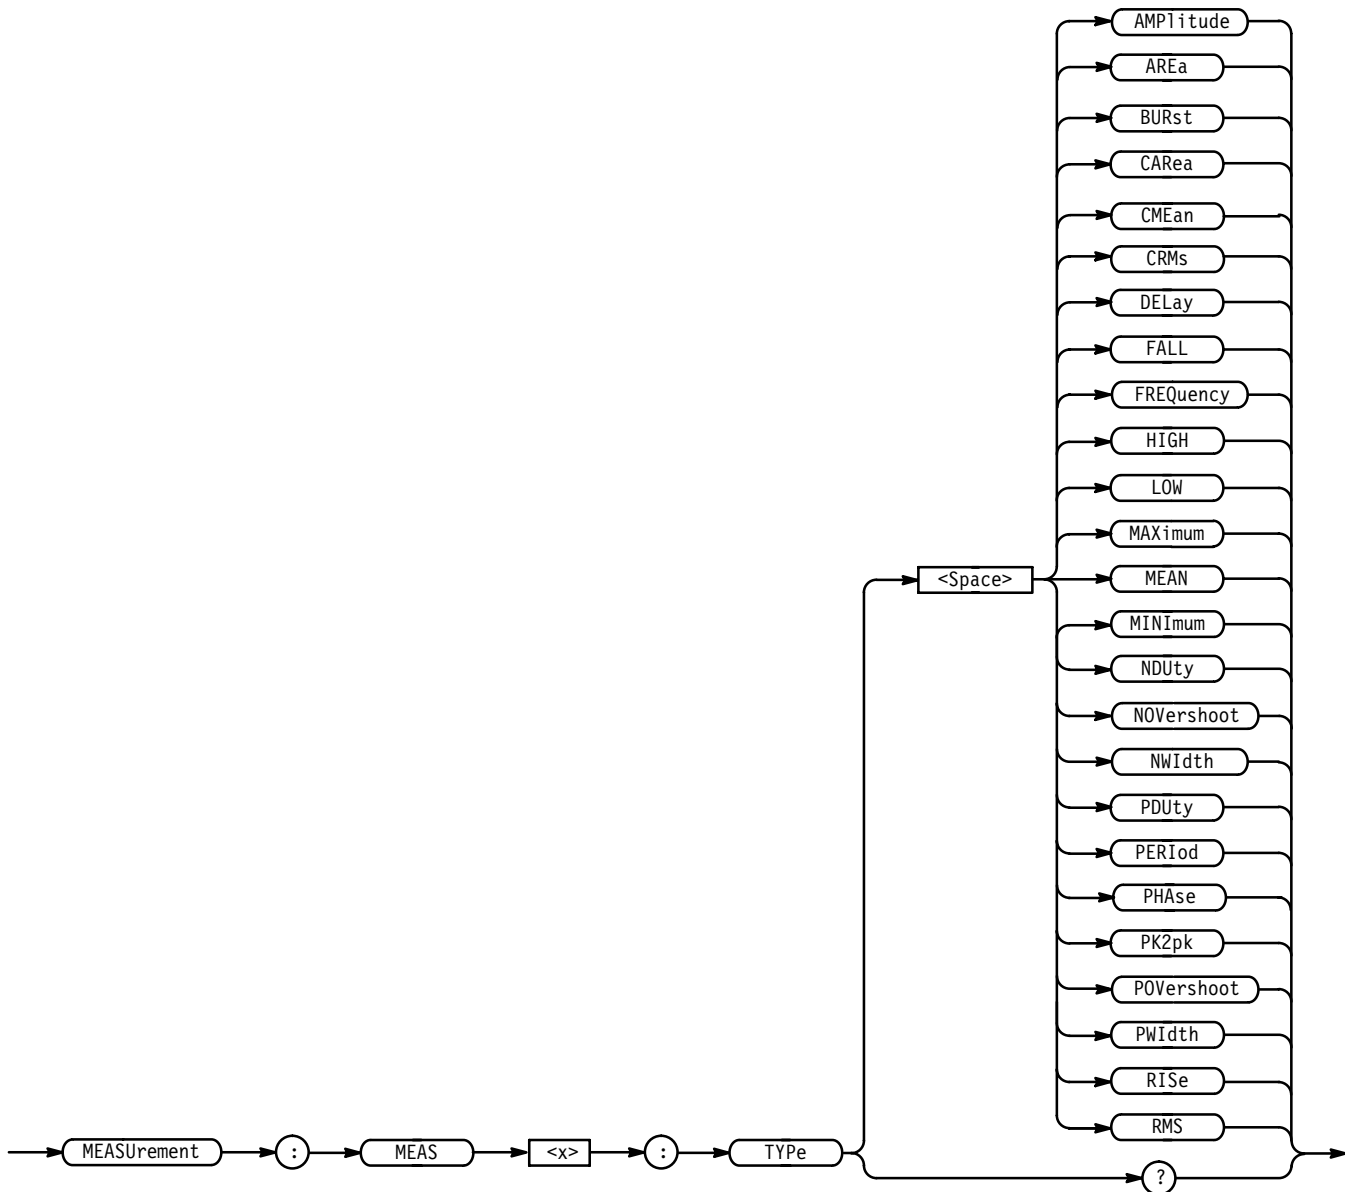 AMPlitude
AREa
BURst
CARea
CMEan
CRMs
DELay
FALL
FREQuency
HIGH
LOW
MAXimum
<Space>
MEAN
MINImum
NDUty
NOVershoot
NWIdth
PDUty
PERIod
PHAse
PK2pk
POVershoot
PWIdth
RISe
RMS
MEASUrement : MEAS <x> : TYPe
?